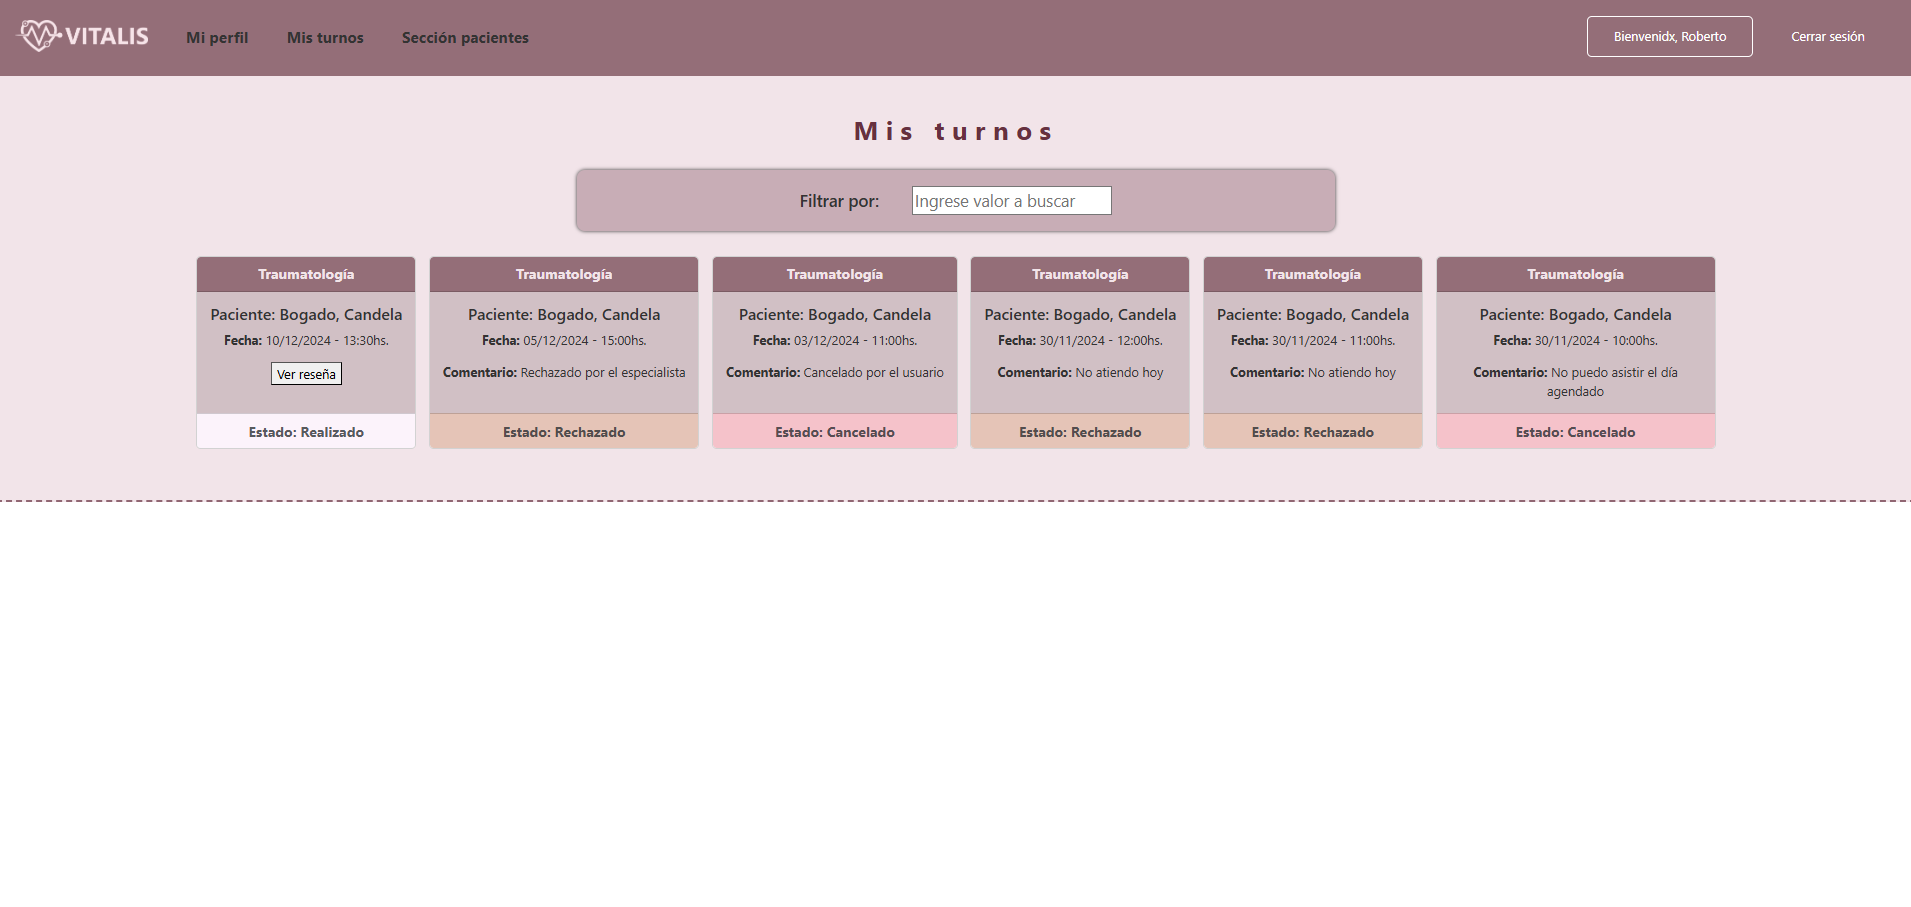 VITALIS
Mi perfil
Mis turnos
Sección pacientes
Bienvenidx, Roberto
Cerrar sesión
Mis turnos
Filtrar por:
Ingrese valor a buscar
Traumatología
Paciente: Bogado, Candela
Fecha: 10/12/2024 - 13:30hs.
Ver reseña
Estado: Realizado
Traumatología
Paciente: Bogado, Candela
Fecha: 05/12/2024 - 15:00hs.
Comentario: Rechazado por el especialista
Estado: Rechazado
Traumatología
Paciente: Bogado, Candela
Fecha: 03/12/2024 - 11:00hs.
Comentario: Cancelado por el usuario
Estado: Cancelado
Traumatología
Paciente: Bogado, Candela
Fecha: 30/11/2024 - 12:00hs.
Comentario: No atiendo hoy
Estado: Rechazado
Traumatología
Paciente: Bogado, Candela
Fecha: 30/11/2024 - 11:00hs.
Comentario: No atiendo hoy
Estado: Rechazado
Traumatología
Paciente: Bogado, Candela
Fecha: 30/11/2024 - 10:00hs.
Comentario: No puedo asistir el día
agendado
Estado: Cancelado